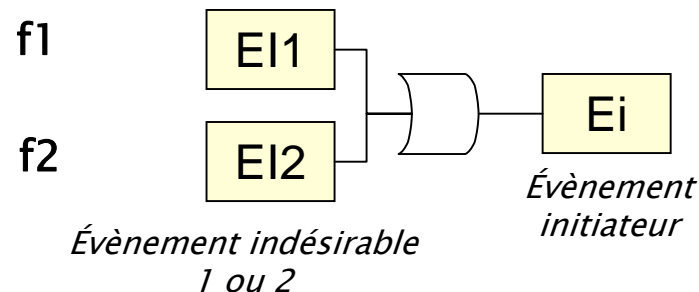 f1
EI1
f2
EI2
Ei
Évènement indésirable
1 ou 2
Évènement
initiateur